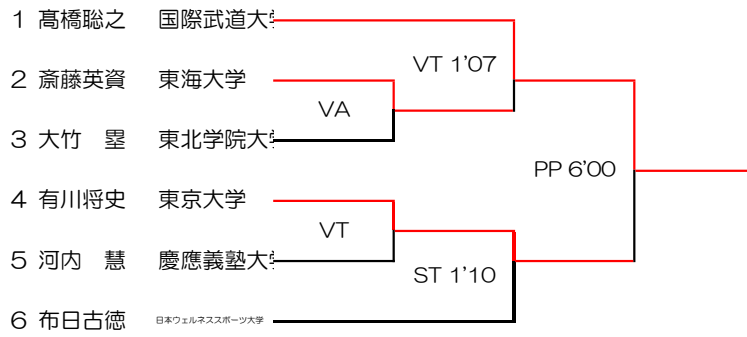 1 髙橋聡之 国際武道大学
VT 1'07
2 斎藤英資 東海大学
VA
3 大竹 塁 東北学院大学
PP 6'00
4 有川将史 東京大学
VT
5 河内 慧 慶應義塾大学
ST 1'10
6 布日古徳 日本ウェルネススポーツ大学